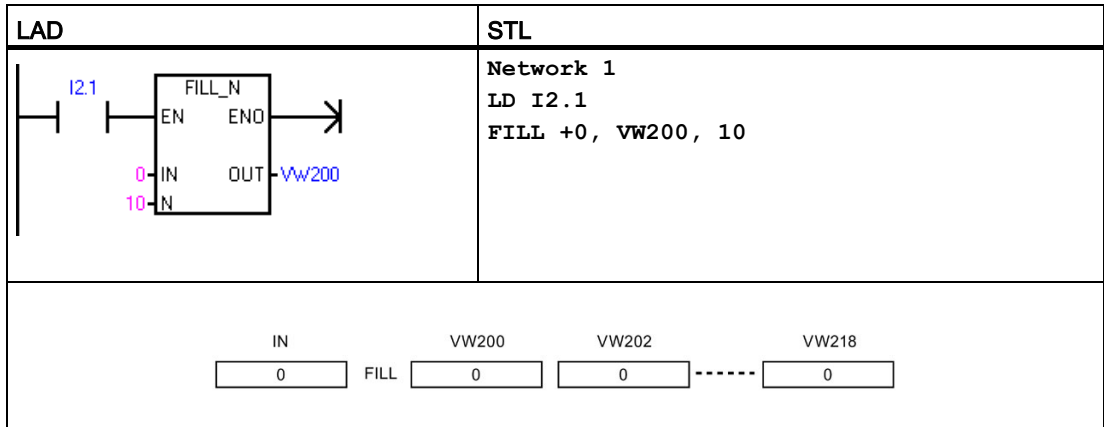 LAD
STL
I2.1
FILL_N
EN ENO
0 IN OUT VW200
10 N
Network 1
LD I2.1
FILL +0, VW200, 10
IN VW200 VW202 VW218
0 FILL 0 0 0